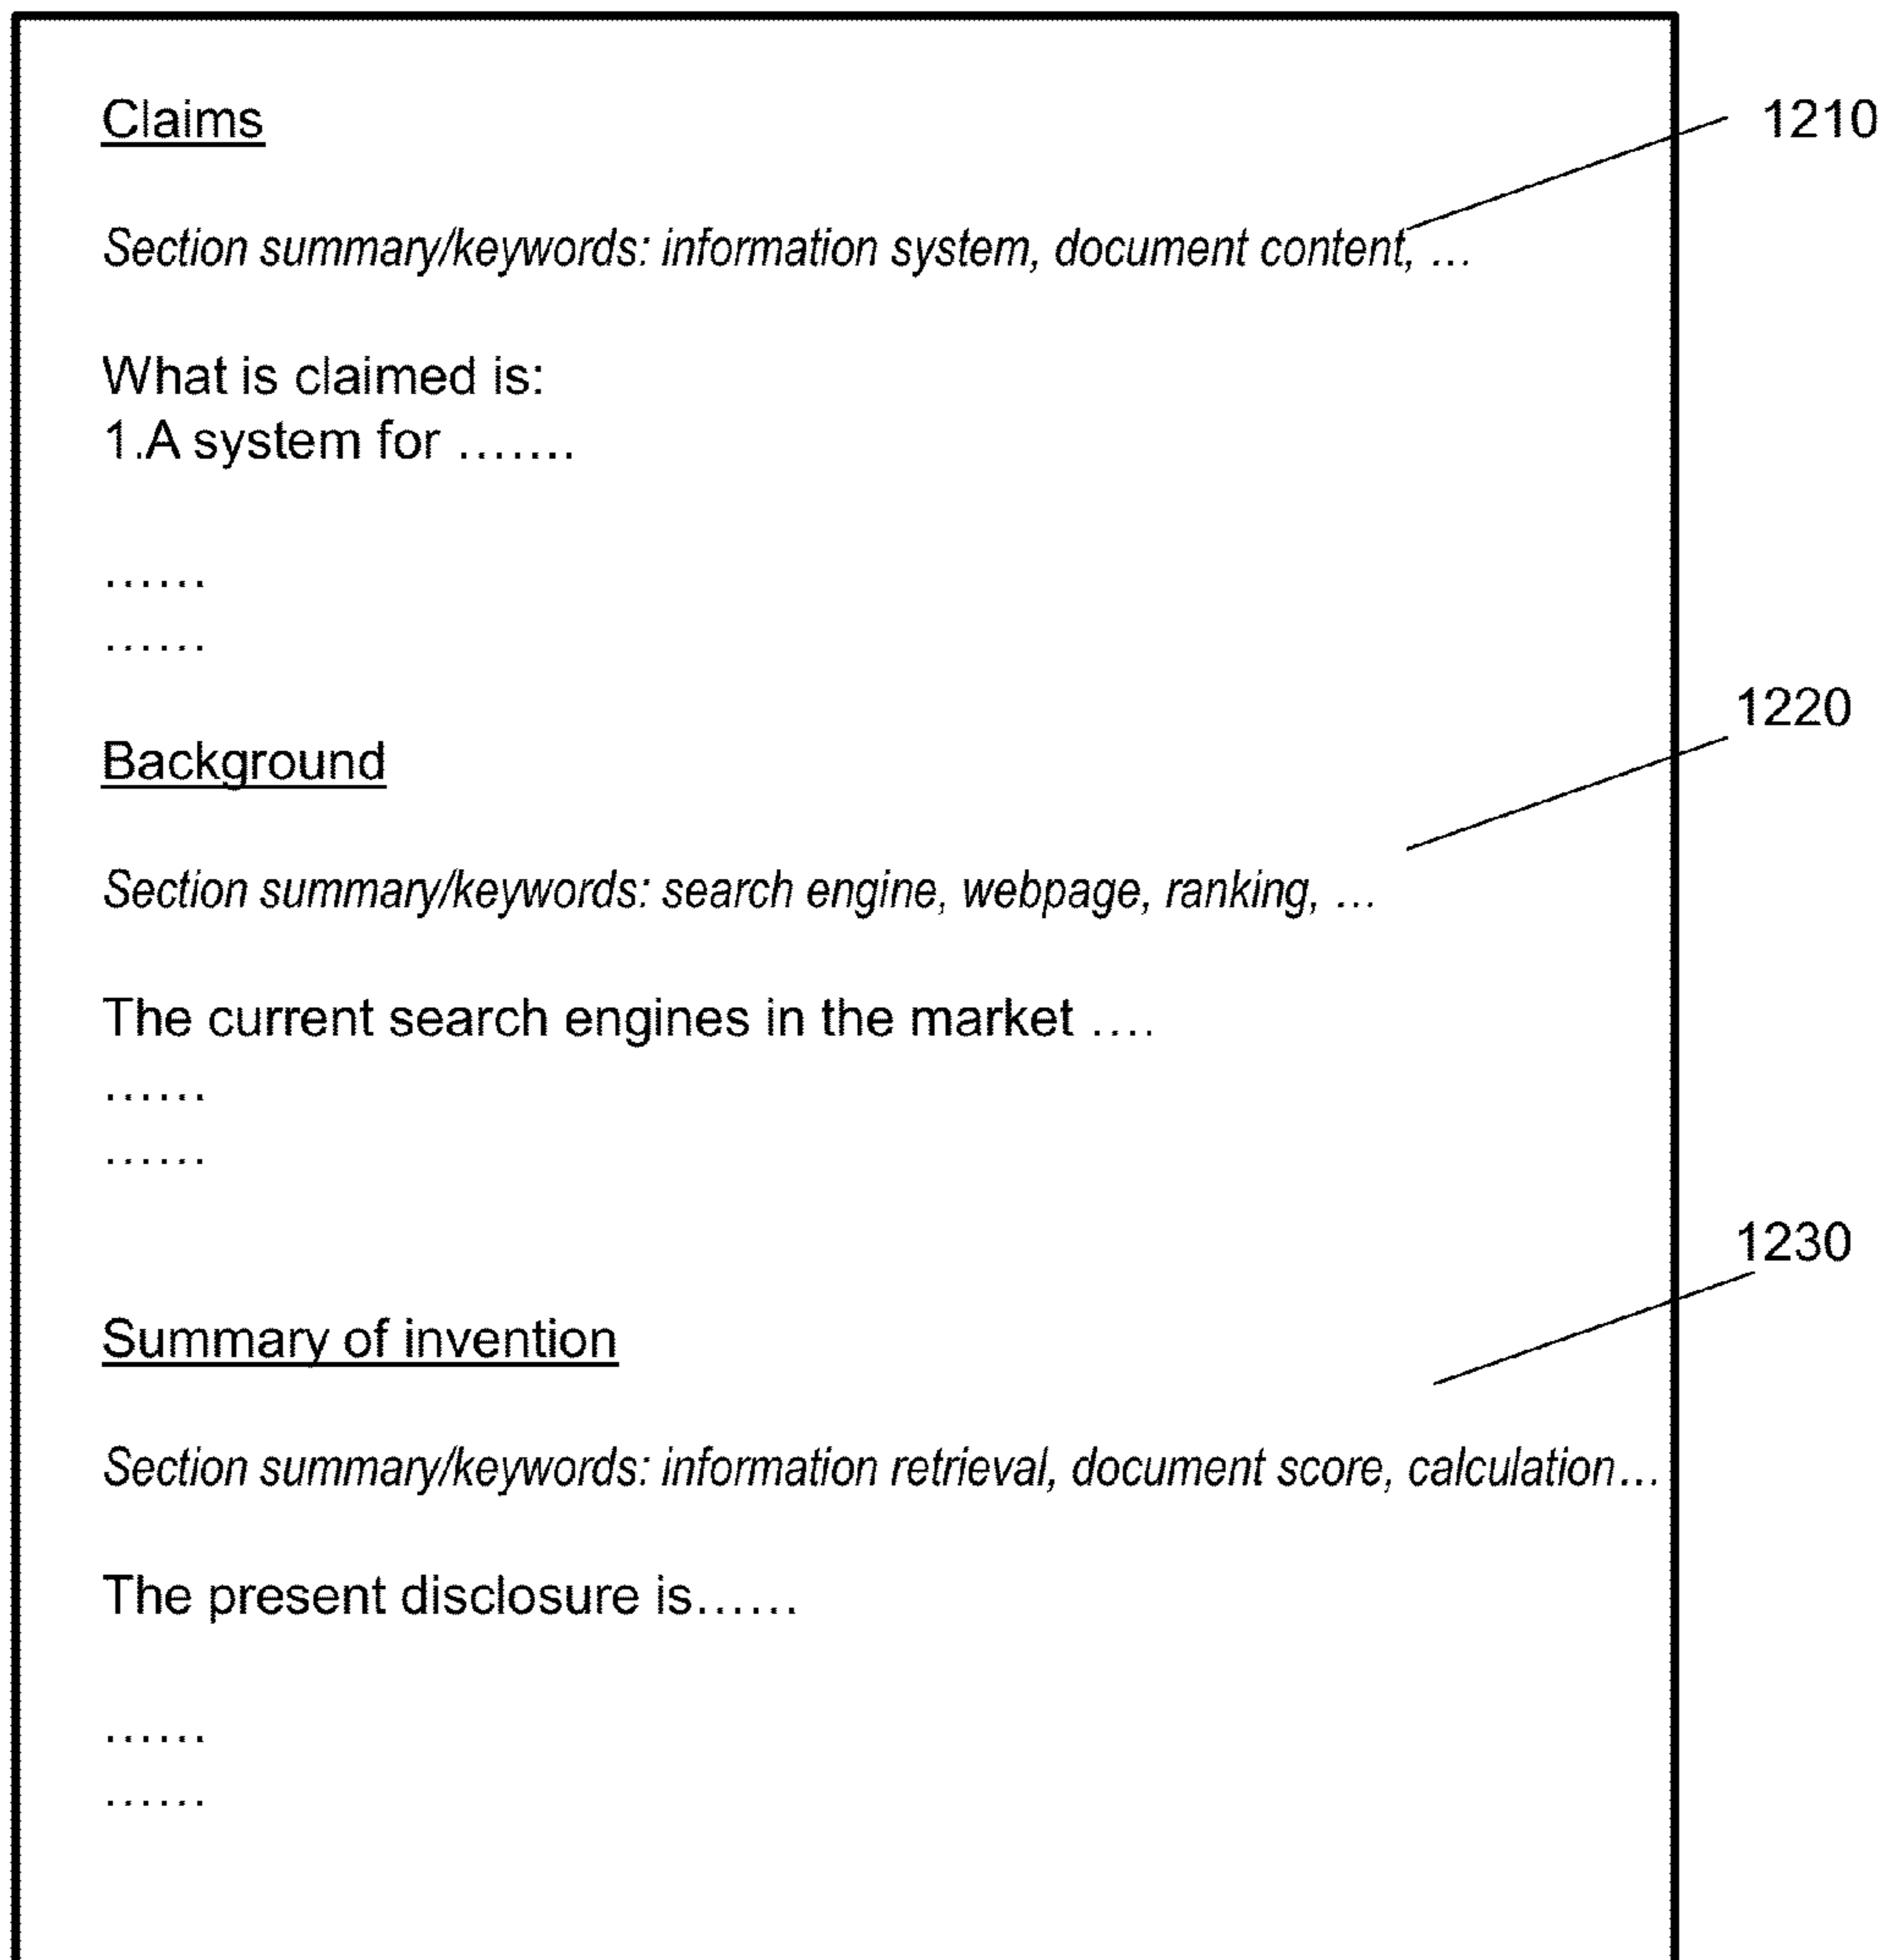 Claims
1210
Section summary/keywords: information system, document content, …
What is claimed is:
1.A system for …….
……
……
1220
Background
Section summary/keywords: search engine, webpage, ranking, …
The current search engines in the market ….
……
……
1230
Summary of invention
Section summary/keywords: information retrieval, document score, calculation…
The present disclosure is……
……
……